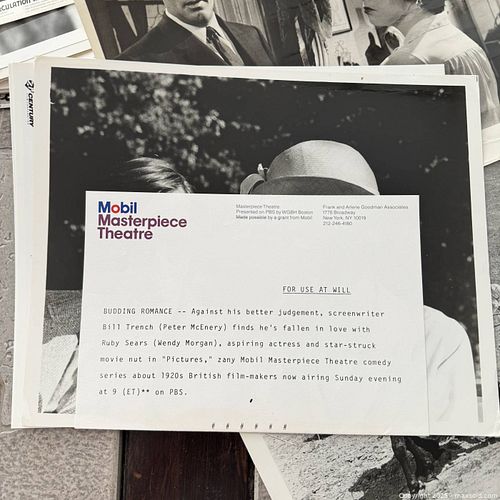 CULATION
21 CENTURY
Mobil
Masterpiece
Theatre
Masterpiece Theatre
Presented on PBS by WGBH Boston
Made possible by a grant from Mobil
Frank and Arlene Goodman Associates
1776 Broadway
New York, NY 10019
212-246-4180
FOR USE AT WILL
BUDDING ROMANCE -- Against his better judgement, screenwriter
Bill Trench (Peter McEnery) finds he's fallen in love with
Ruby Sears (Wendy Morgan), aspiring actress and star-struck
movie nut in "Pictures," zany Mobil Masterpiece Theatre comedy
series about 1920s British film-makers now airing Sunday evening
at 9 (ET)** on PBS.
# # # # # #